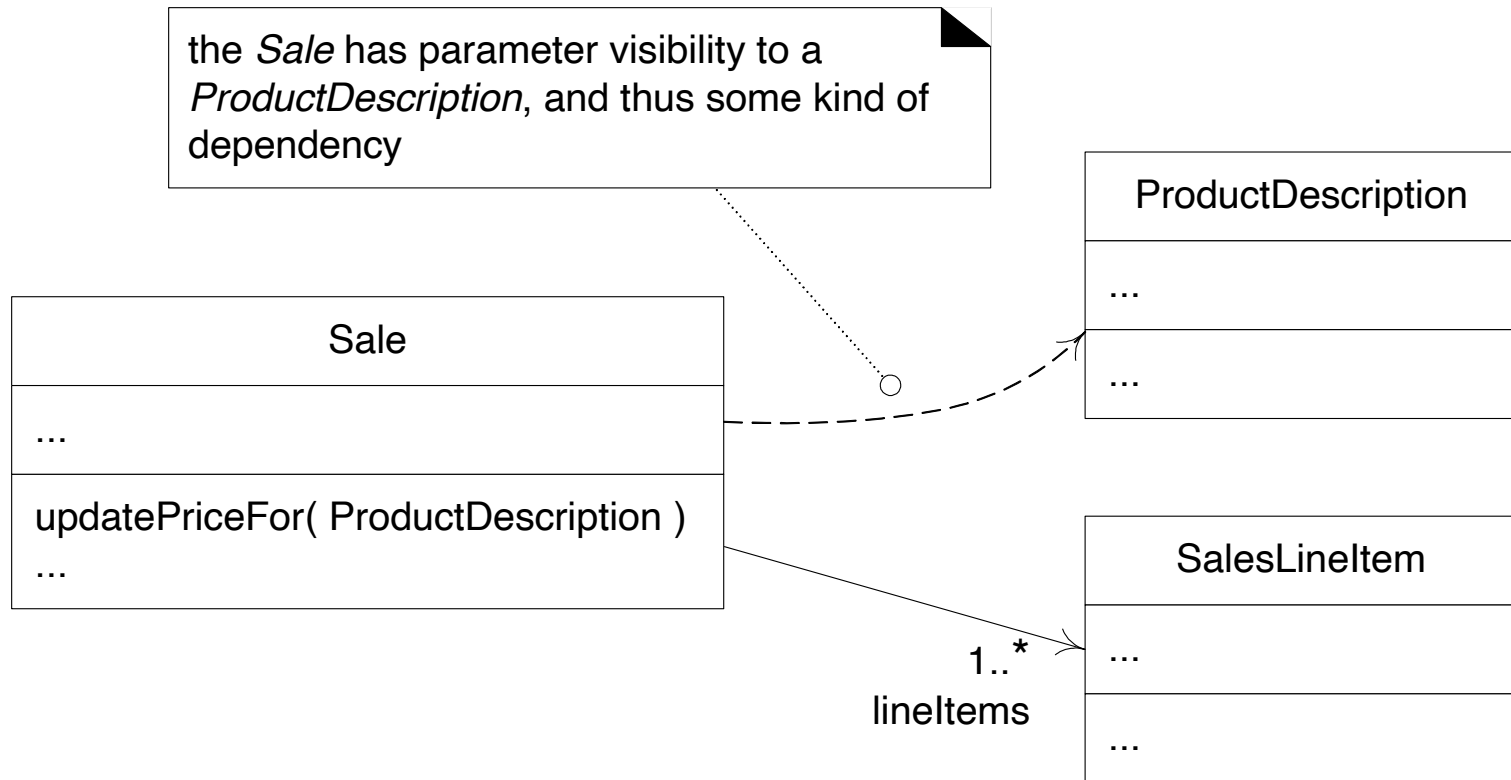 the Sale has parameter visibility to a
ProductDescription, and thus some kind of
dependency
ProductDescription
...
...
Sale
...
updatePriceFor( ProductDescription )
...
SalesLineItem
...
...
1..*
lineItems